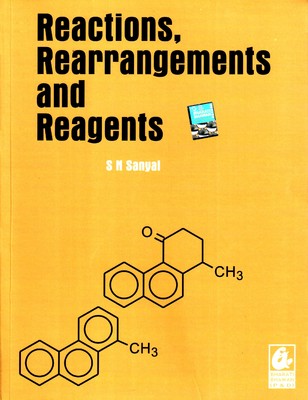 Reactions,
Rearrangements
and
Reagents
S N Sanyal
O
CH₃
CH₃